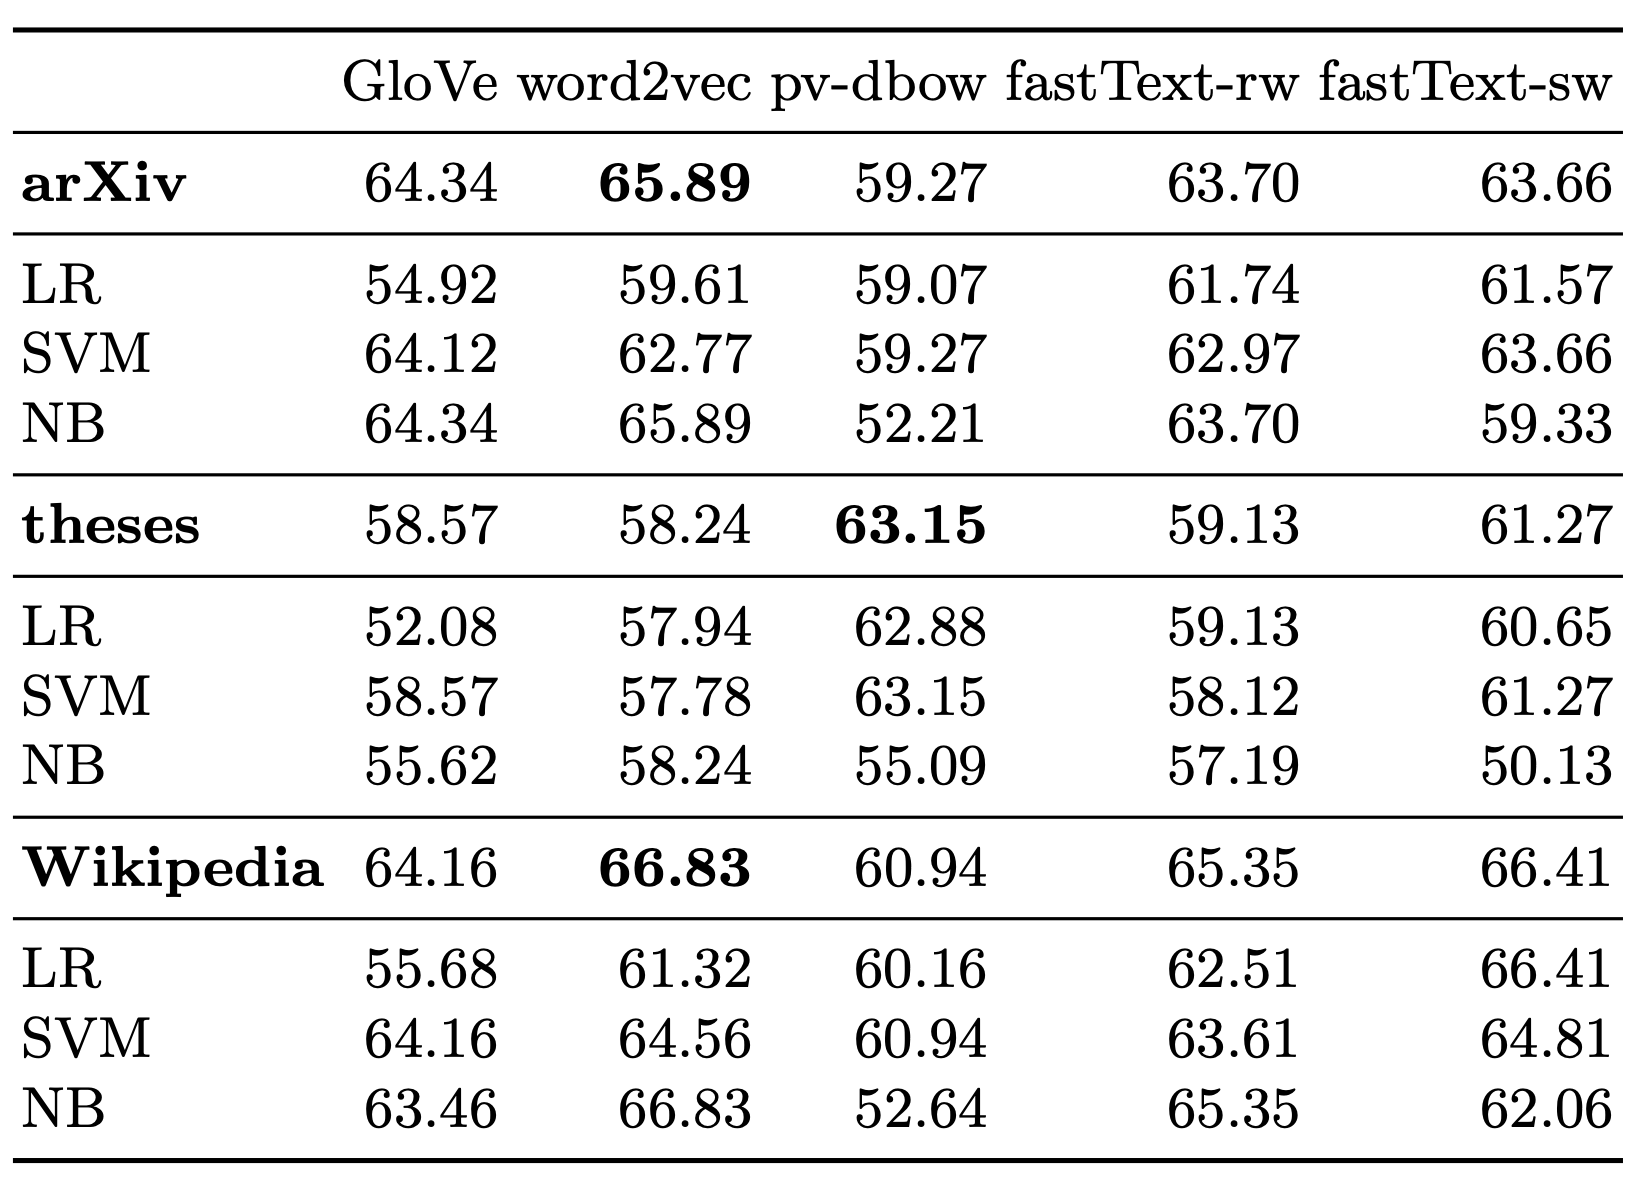 GloVe word2vec pv-dbow fastText-rw fastText-sw
arXiv 64.34 65.89 59.27 63.70 63.66
LR 54.92 59.61 59.07 61.74 61.57
SVM 64.12 62.77 59.27 62.97 63.66
NB 64.34 65.89 52.21 63.70 59.33
theses 58.57 58.24 63.15 59.13 61.27
LR 52.08 57.94 62.88 59.13 60.65
SVM 58.57 57.78 63.15 58.12 61.27
NB 55.62 58.24 55.09 57.19 50.13
Wikipedia 64.16 66.83 60.94 65.35 66.41
LR 55.68 61.32 60.16 62.51 66.41
SVM 64.16 64.56 60.94 63.61 64.81
NB 63.46 66.83 52.64 65.35 62.06